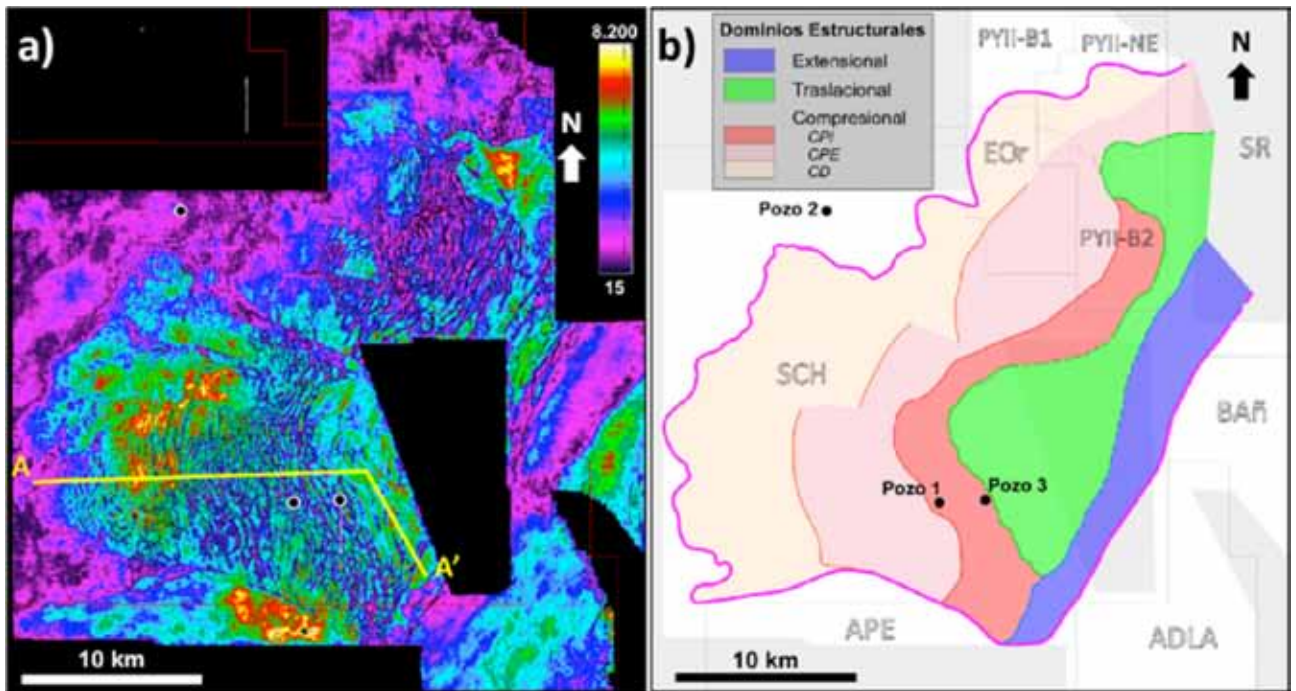 a)
8.200
N
15
A
A'
10 km
b)
Dominios Estructurales
Extensional
Traslacional
Compresional
CPI
CPE
CD
PYII-B1
PYII-NE
N
SR
EOr
Pozo 2
PYII-B2
SCH
BAñ
Pozo 1
Pozo 3
APE
ADLA
10 km